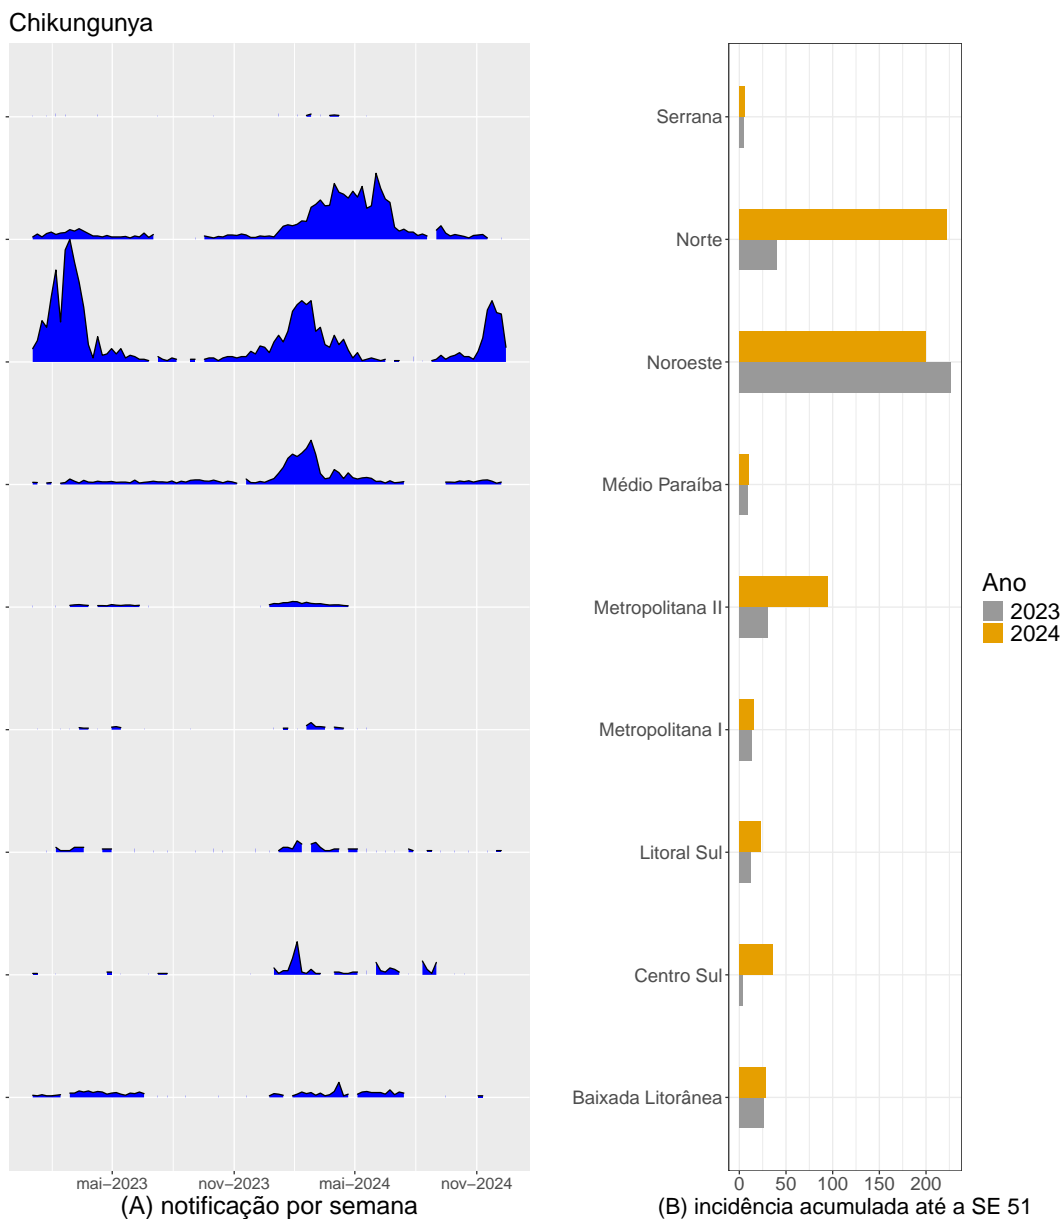 Chikungunya
Serrana
Norte
Noroeste
Médio Paraíba
Metropolitana II
Metropolitana I
Litoral Sul
Centro Sul
Baixada Litorânea
mai−2023 nov−2023 mai−2024 nov−2024
(A) notificação por semana
0 50 100 150 200
(B) incidência acumulada até a SE 51
Ano
2023
2024